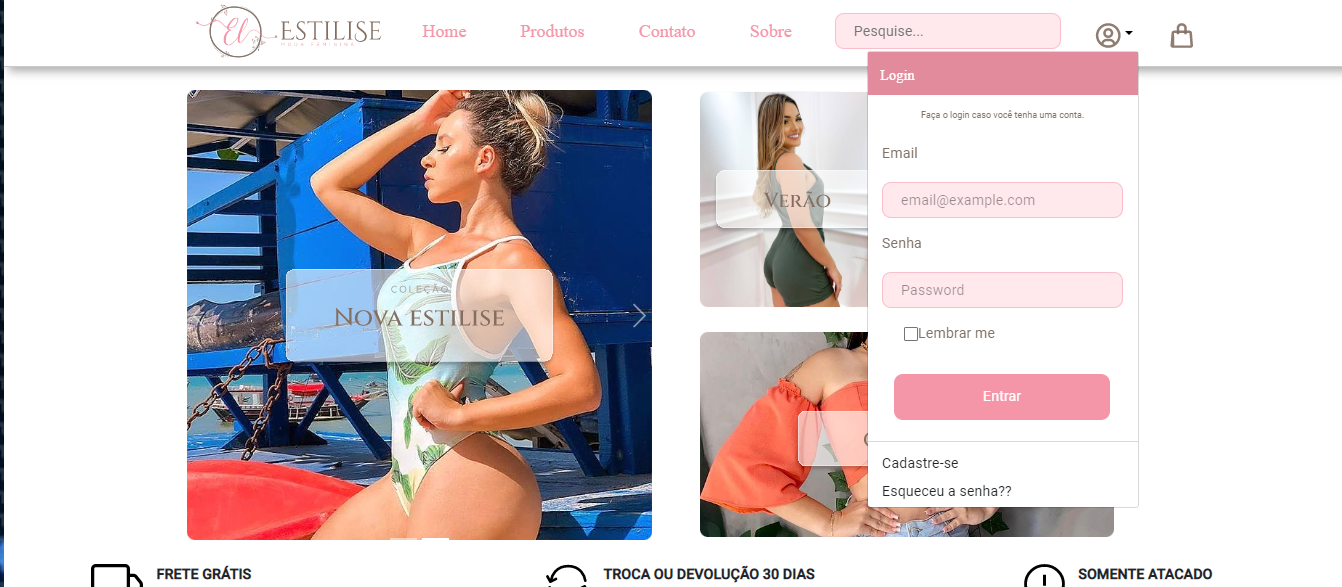 El ESTILISE
MODA FEMININA
Home
Produtos
Contato
Sobre
Pesquise...
Login
Faça o login caso você tenha uma conta.
Email
email@example.com
Senha
Password
Lembrar me
Entrar
Cadastre-se
Esqueceu a senha??
COLEÇÃO
NOVA ESTILISE
VERÃO
FRETE GRÁTIS
TROCA OU DEVOLUÇÃO 30 DIAS
SOMENTE ATACADO